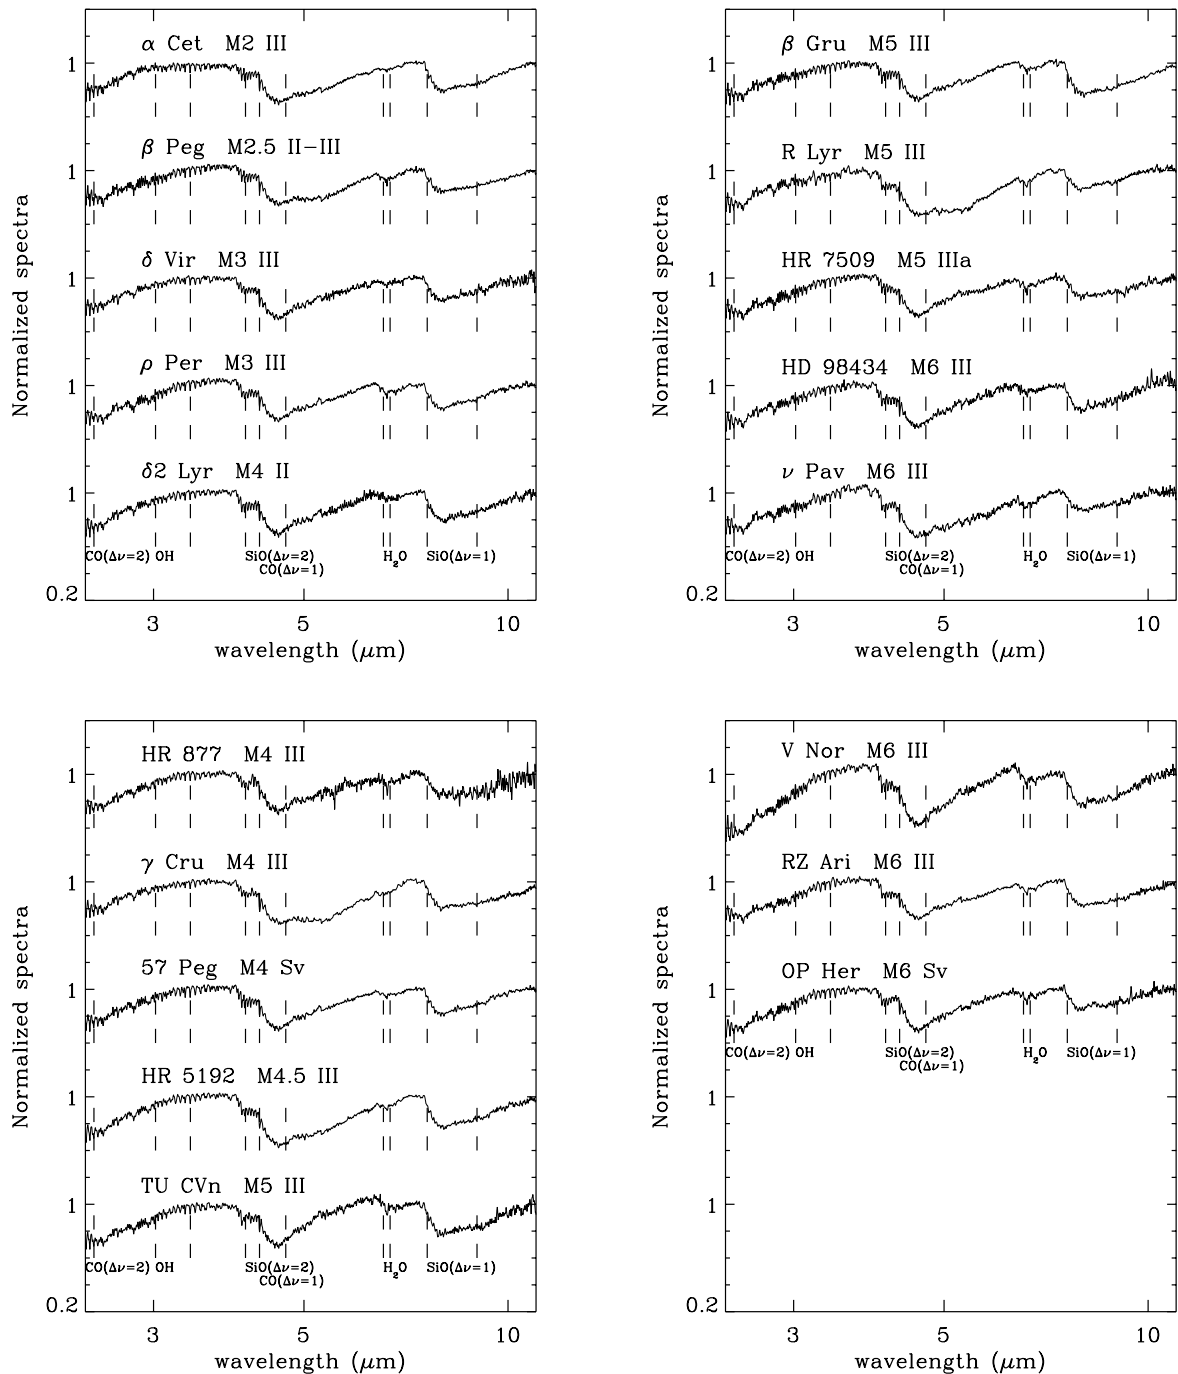 α Cet M2 III
1
β Peg M2.5 II−III
1
δ Vir M3 III
1
ρ Per M3 III
1
δ2 Lyr M4 II
1
CO(Δν=2) OH SiO(Δν=2) H₂O SiO(Δν=1)
CO(Δν=1)
0.2
3 5 10
wavelength (μm)
Normalized spectra
β Gru M5 III
1
R Lyr M5 III
1
HR 7509 M5 IIIa
1
HD 98434 M6 III
1
ν Pav M6 III
1
CO(Δν=2) OH SiO(Δν=2) H₂O SiO(Δν=1)
CO(Δν=1)
0.2
3 5 10
wavelength (μm)
Normalized spectra
HR 877 M4 III
1
γ Cru M4 III
1
57 Peg M4 Sv
1
HR 5192 M4.5 III
1
TU CVn M5 III
1
CO(Δν=2) OH SiO(Δν=2) H₂O SiO(Δν=1)
CO(Δν=1)
0.2
3 5 10
wavelength (μm)
Normalized spectra
V Nor M6 III
1
RZ Ari M6 III
1
OP Her M6 Sv
1
CO(Δν=2) OH SiO(Δν=2) H₂O SiO(Δν=1)
CO(Δν=1)
1
1
0.2
3 5 10
wavelength (μm)
Normalized spectra